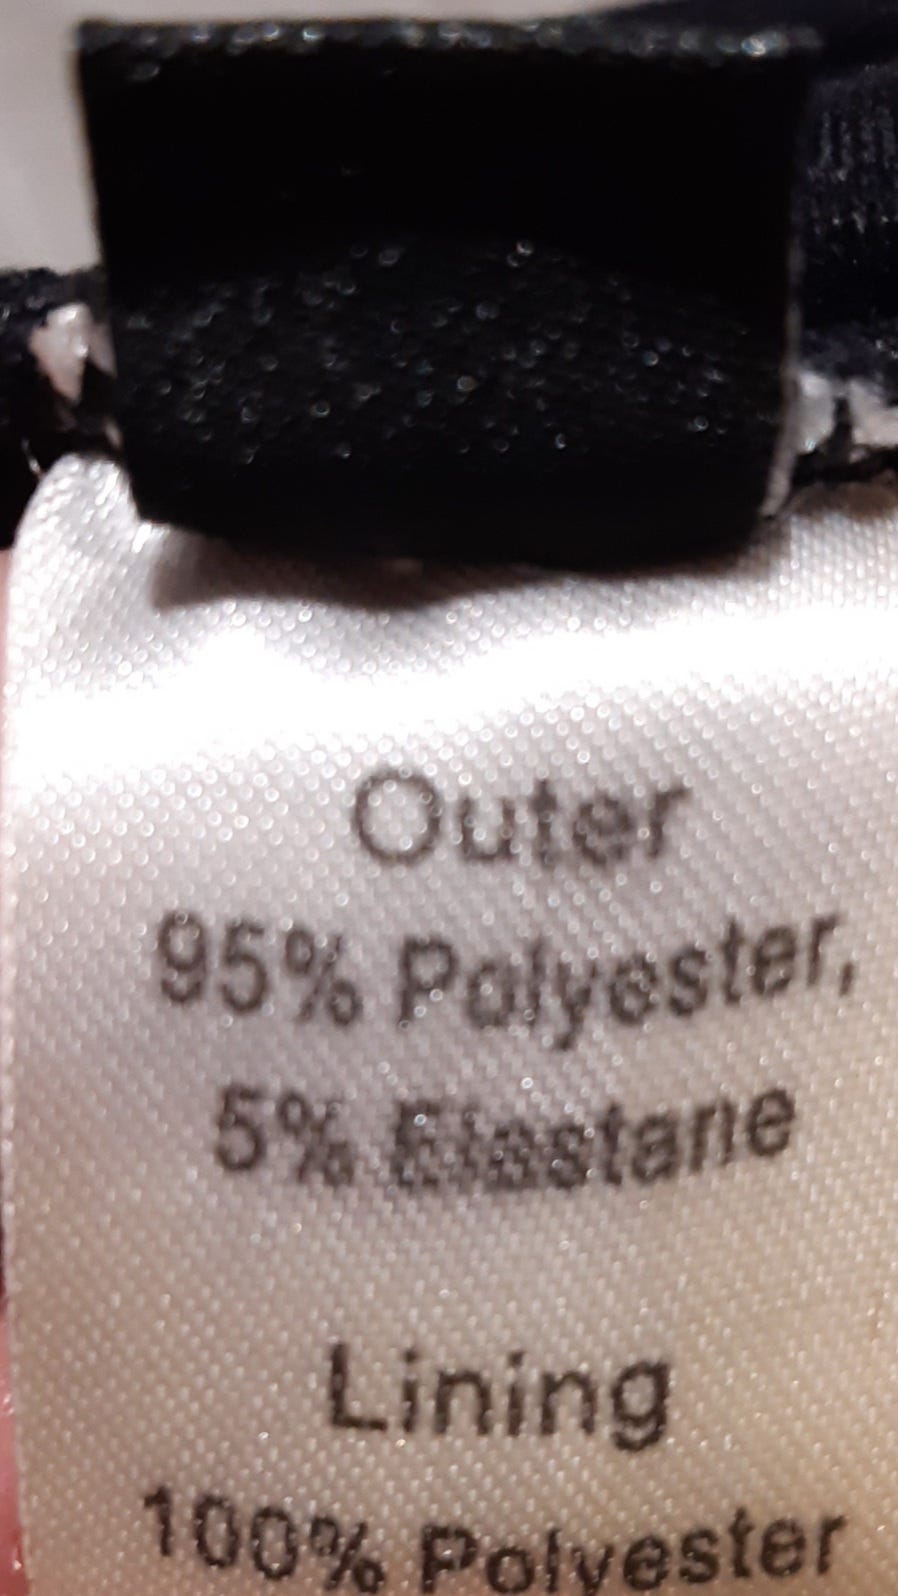 Outer
95% Polyester,
5% Elastane
Lining
100% Polyester